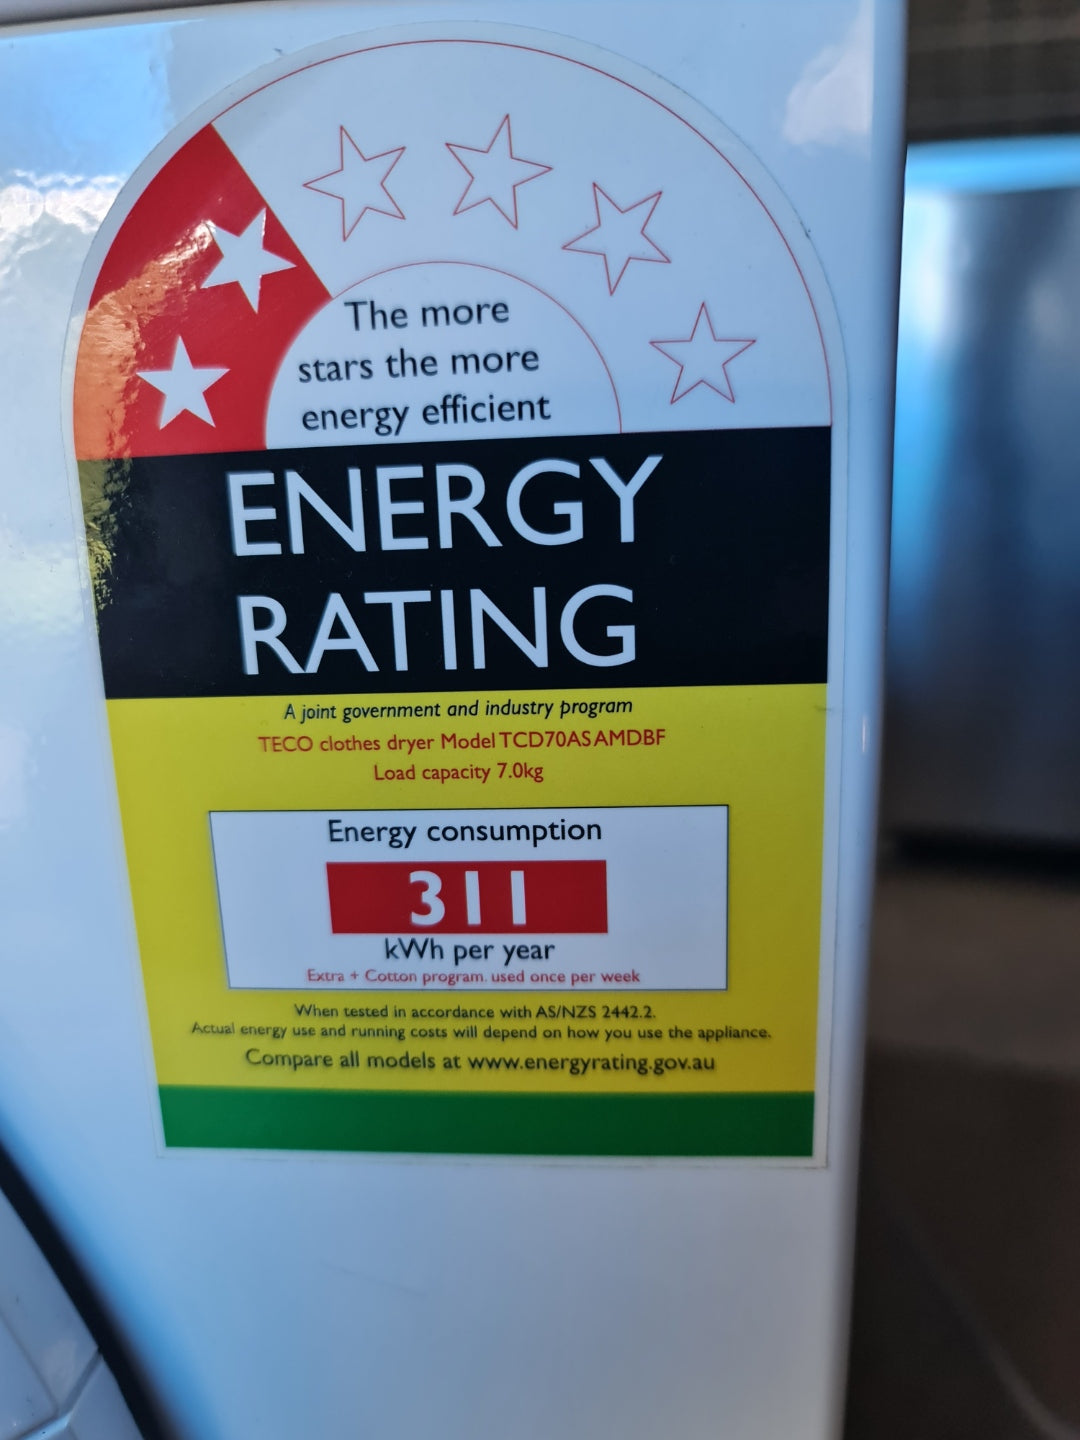 The more
stars the more
energy efficient
ENERGY
RATING
A joint government and industry program
TECO clothes dryer Model TCD70ASAMDBF
Load capacity 7.0kg
Energy consumption
311
kWh per year
Extra + Cotton program. used once per week
When tested in accordance with AS/NZS 2442.2.
Actual energy use and running costs will depend on how you use the appliance.
Compare all models at www.energyrating.gov.au